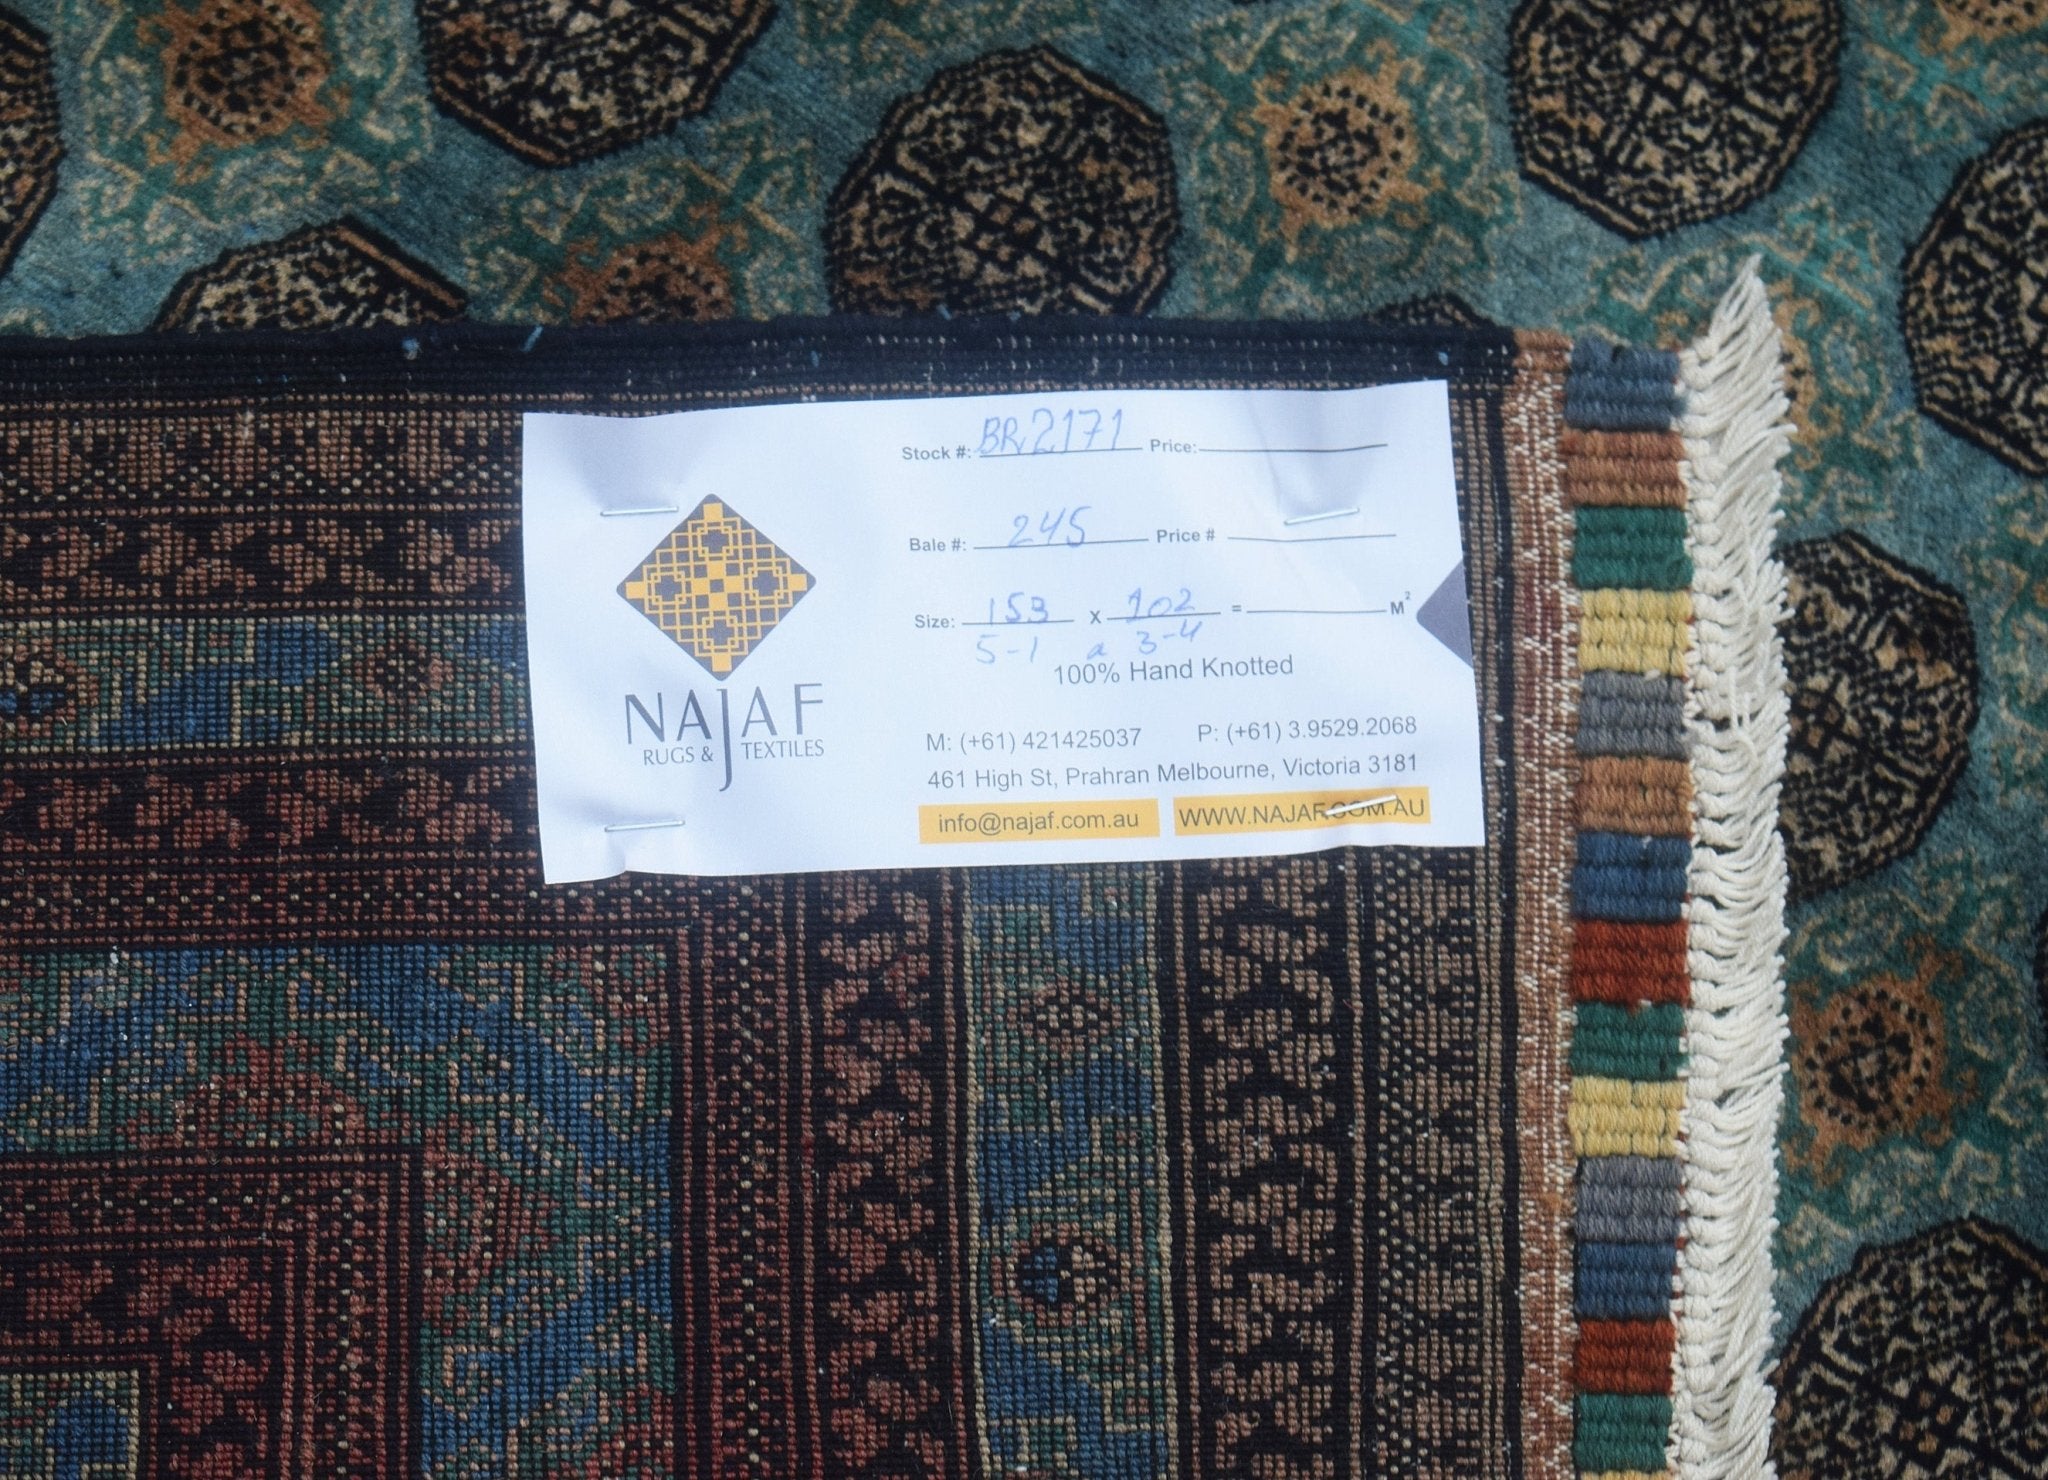 NAJAF
RUGS & TEXTILES
Stock #: BR2171 Price:
Bale #: 245 Price #
Size: 153 x 102 = M²
5-1 a 3-4
100% Hand Knotted
M: (+61) 421425037 P: (+61) 3.9529.2068
461 High St, Prahran Melbourne, Victoria 3181
info@najaf.com.au WWW.NAJAF.COM.AU